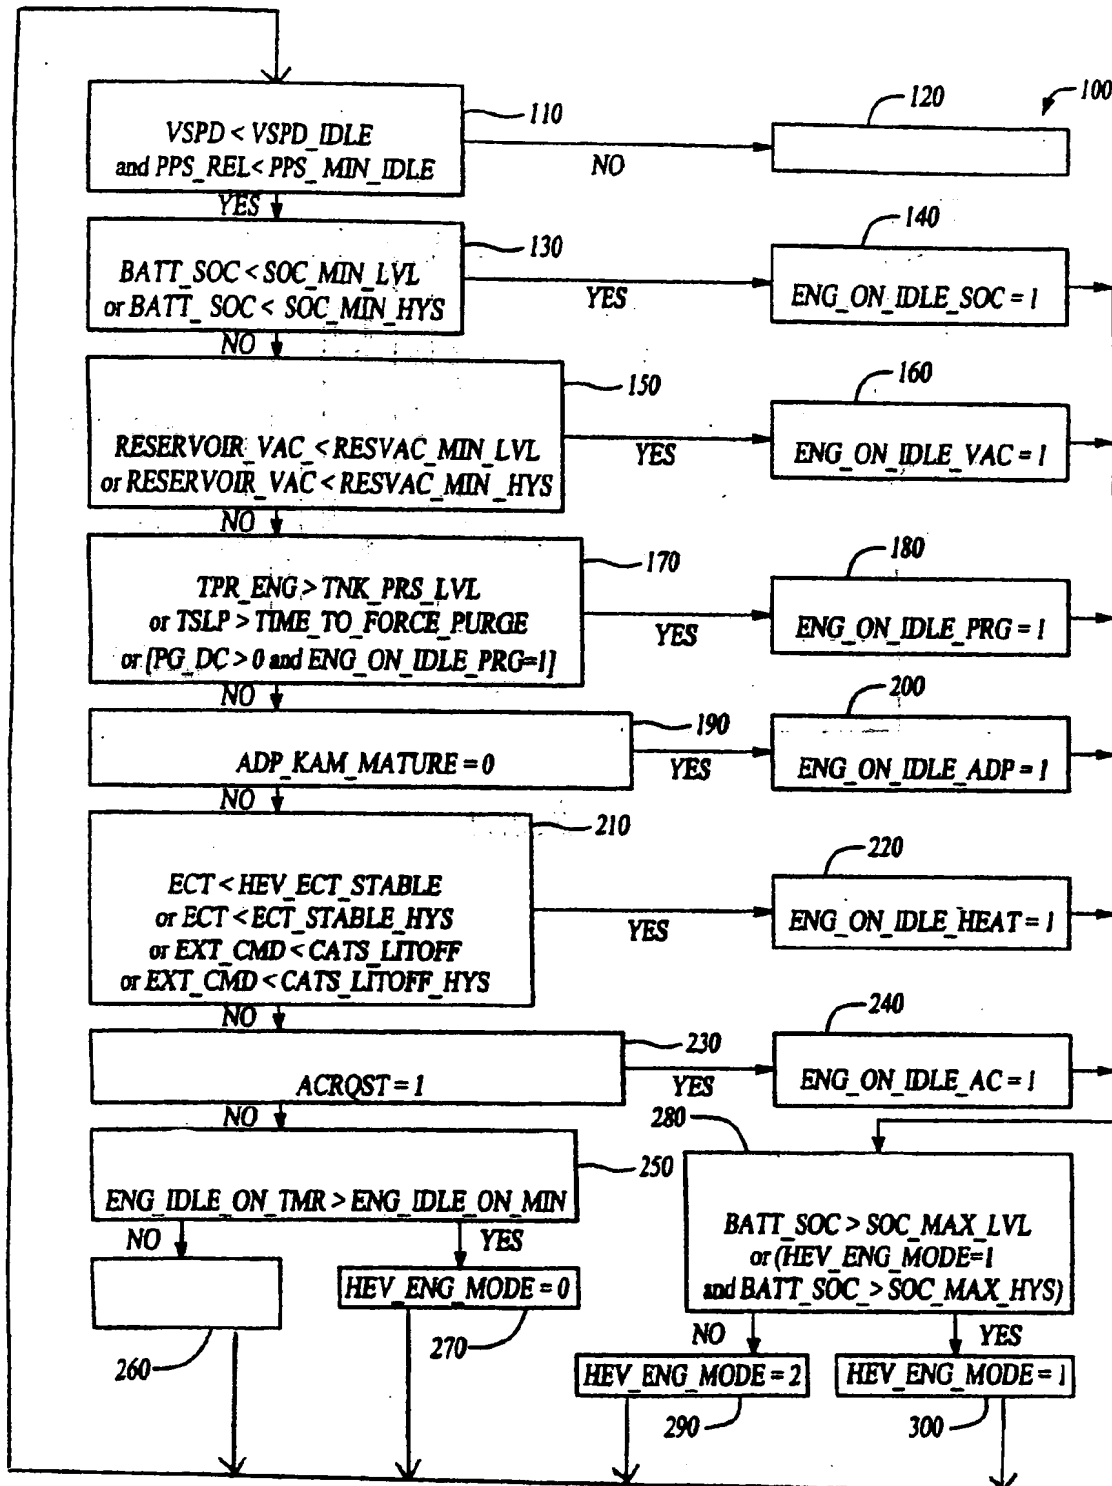 100
110
VSPD < VSPD_IDLE
and PPS_REL< PPS_MIN_IDLE
NO
120
YES
130
BATT_SOC < SOC_MIN_LVL
or BATT_ SOC < SOC_MIN_HYS
YES
140
ENG_ON_IDLE_SOC = 1
NO
150
RESERVOIR_VAC_< RESVAC_MIN_LVL
or RESERVOIR_VAC < RESVAC_MIN_HYS
YES
160
ENG_ON_IDLE_VAC = 1
NO
170
TPR_ENG > TNK_PRS_LVL
or TSLP > TIME_TO_FORCE_PURGE
or [PG_DC > 0 and ENG_ON_IDLE_PRG=1]
YES
180
ENG_ON_IDLE_PRG = 1
NO
190
ADP_KAM_MATURE = 0
YES
200
ENG_ON_IDLE_ADP = 1
NO
210
ECT < HEV_ECT_STABLE
or ECT < ECT_STABLE_HYS
or EXT_CMD < CATS_LITOFF
or EXT_CMD < CATS_LITOFF_HYS
YES
220
ENG_ON_IDLE_HEAT = 1
NO
230
ACRQST = 1
YES
240
ENG_ON_IDLE_AC = 1
NO
250
ENG_IDLE_ON_TMR > ENG_IDLE_ON_MIN
NO
YES
260
HEV_ENG_MODE = 0
270
280
BATT_SOC > SOC_MAX_LVL
or (HEV_ENG_MODE=1
and BATT_SOC_> SOC_MAX_HYS)
NO
YES
HEV_ENG_MODE = 2
HEV_ENG_MODE = 1
290
300